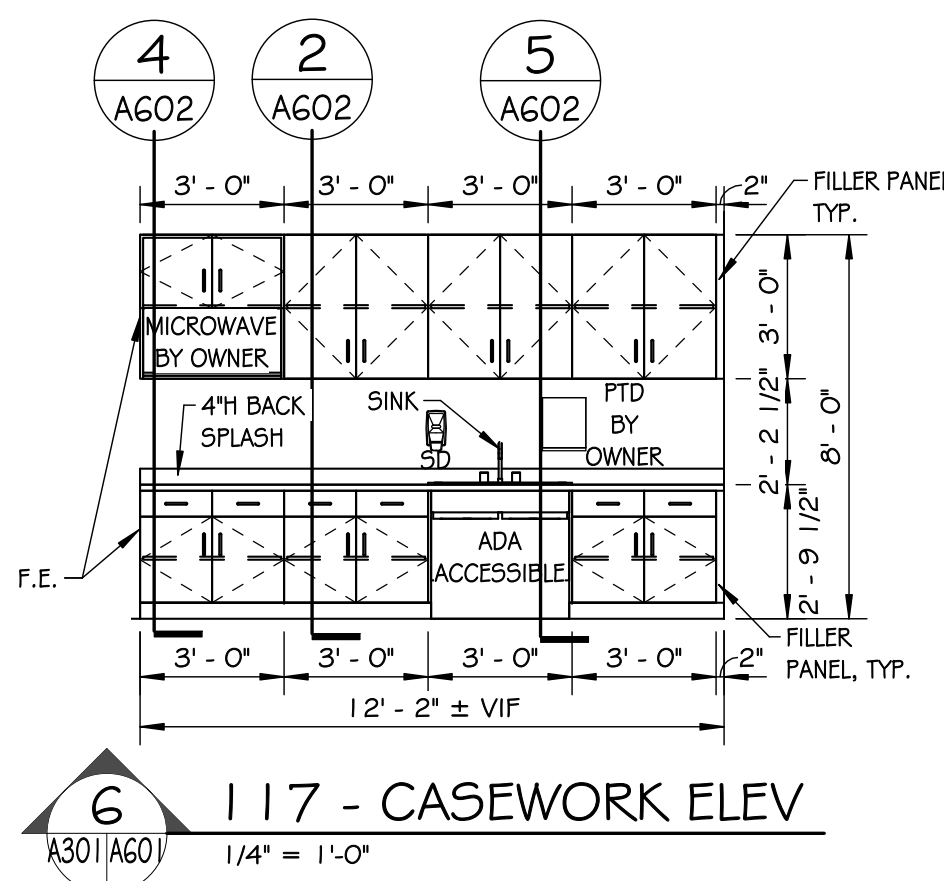 4
A602
2
A602
5
A602
3' - 0"
3' - 0"
3' - 0"
3' - 0"
2"
FILLER PANEL
TYP.
MICROWAVE
BY OWNER
3' - 0"
4"H BACK
SPLASH
SINK
SD
PTD
BY
OWNER
2' - 2 1/2"
8' - 0"
F.E.
ADA
ACCESSIBLE
2' - 9 1/2"
FILLER
PANEL, TYP.
3' - 0"
3' - 0"
3' - 0"
3' - 0"
2"
12' - 2" ± VIF
6
A301 A601
117 - CASEWORK ELEV
1/4" = 1'-0"